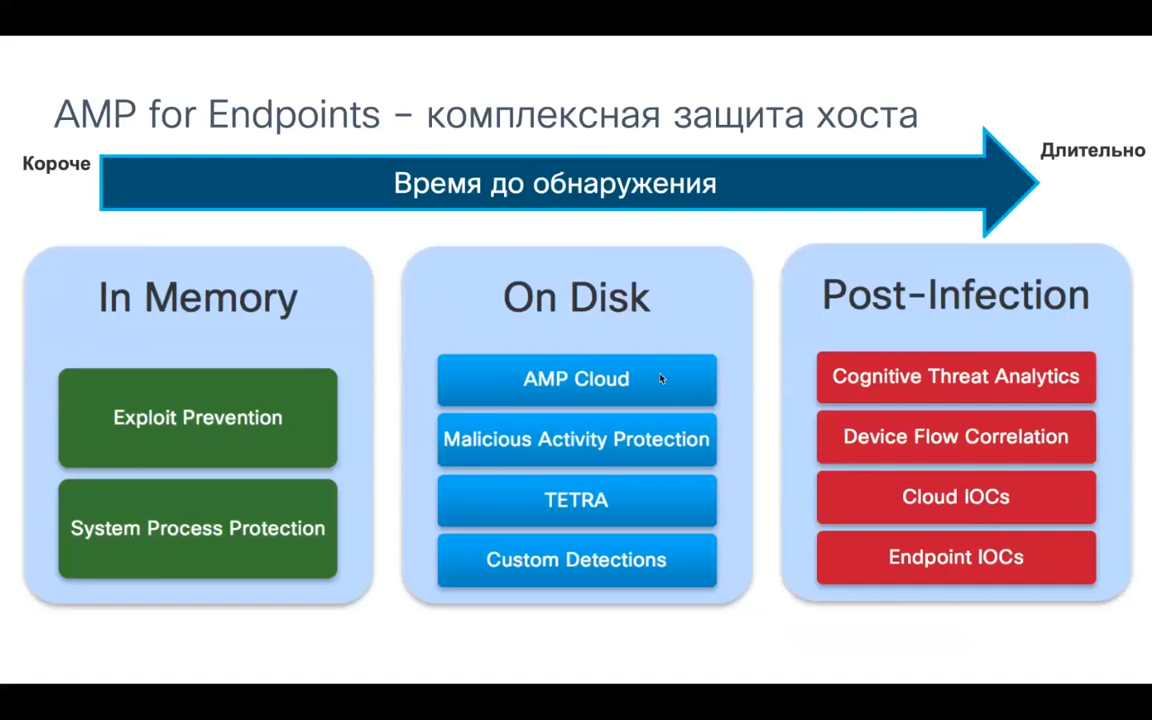 AMP for Endpoints – комплексная защита хоста
Короче
Время до обнаружения
Длительно
In Memory
Exploit Prevention
System Process Protection
On Disk
AMP Cloud
Malicious Activity Protection
TETRA
Custom Detections
Post-Infection
Cognitive Threat Analytics
Device Flow Correlation
Cloud IOCs
Endpoint IOCs